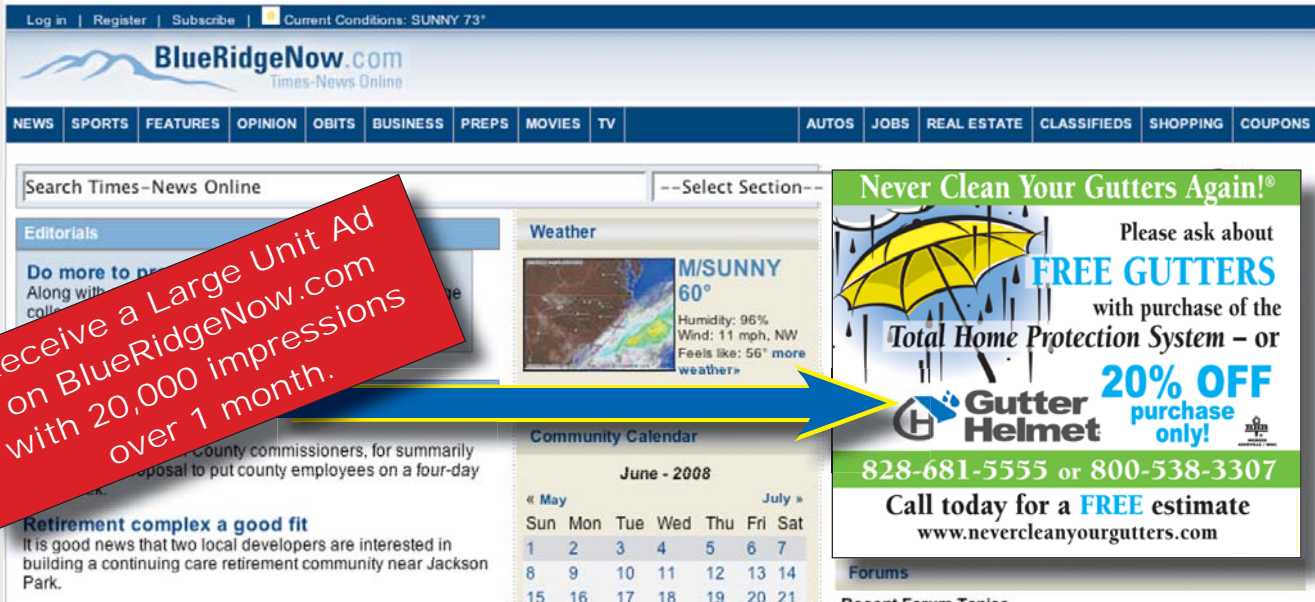 Log in | Register | Subscribe | Current Conditions: SUNNY 73°
BlueRidgeNow.com
Times-News Online
NEWS SPORTS FEATURES OPINION OBITS BUSINESS PREPS MOVIES TV AUTOS JOBS REAL ESTATE CLASSIFIEDS SHOPPING COUPONS
Search Times-News Online
--Select Section--
Editorials
Do more to
Along with
Receive a Large Unit Ad
on BlueRidgeNow.com
with 20,000 impressions
over 1 month.
County commissioners, for summarily
to put county employees on a four-day
Retirement complex a good fit
It is good news that two local developers are interested in
building a continuing care retirement community near Jackson
Park.
Weather
M/SUNNY
60°
Humidity: 96%
Wind: 11 mph, NW
Feels like: 56° more
weather»
Community Calendar
June - 2008
« May July »
Sun Mon Tue Wed Thu Fri Sat
1 2 3 4 5 6 7
8 9 10 11 12 13 14
15 16 17 18 19 20 21
Never Clean Your Gutters Again!®
Please ask about
FREE GUTTERS
with purchase of the
Total Home Protection System – or
20% OFF
purchase
only!
Gutter
Helmet
828-681-5555 or 800-538-3307
Call today for a FREE estimate
www.nevercleanyourgutters.com
Forums
Recent Forum Topics